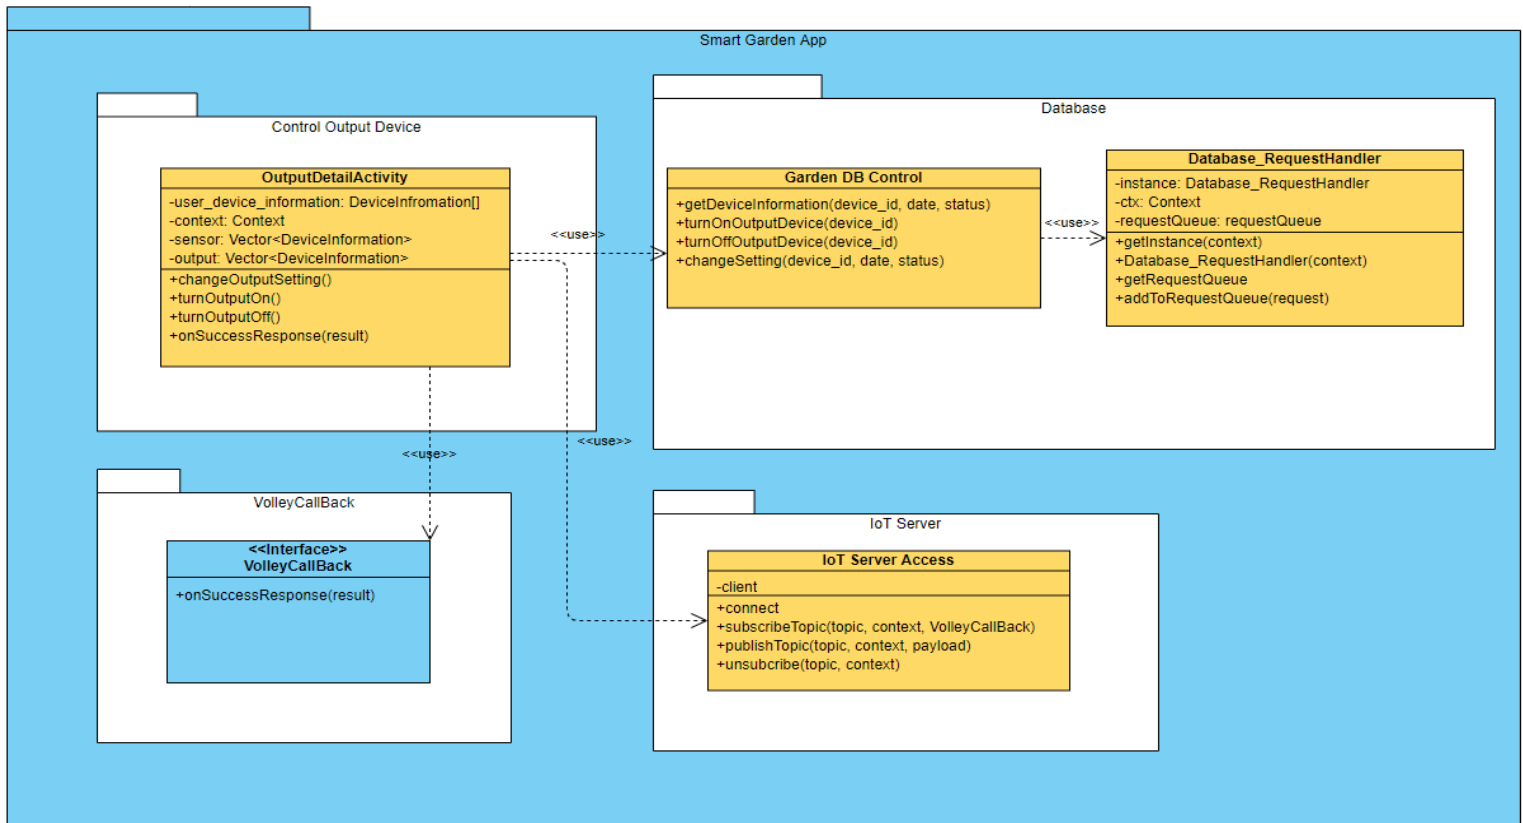 Smart Garden App
Control Output Device
OutputDetailActivity
-user_device_information: DeviceInfromation[]
-context: Context
-sensor: Vector<DeviceInformation>
-output: Vector<DeviceInformation>
+changeOutputSetting()
+turnOutputOn()
+turnOutputOff()
+onSuccessResponse(result)
<<use>>
Database
Garden DB Control
+getDeviceInformation(device_id, date, status)
+turnOnOutputDevice(device_id)
+turnOffOutputDevice(device_id)
+changeSetting(device_id, date, status)
<<use>>
Database_RequestHandler
-instance: Database_RequestHandler
-ctx: Context
-requestQueue: requestQueue
+getInstance(context)
+Database_RequestHandler(context)
+getRequestQueue
+addToRequestQueue(request)
<<use>>
<<use>>
VolleyCallBack
<<Interface>>
VolleyCallBack
+onSuccessResponse(result)
IoT Server
IoT Server Access
-client
+connect
+subscribeTopic(topic, context, VolleyCallBack)
+publishTopic(topic, context, payload)
+unsubcribe(topic, context)